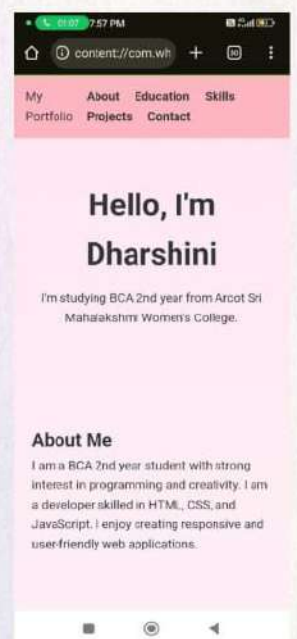 01:07 7:57 PM
content://com.wh
30
My Portfolio About Education Skills
Projects Contact
Hello, I'm
Dharshini
I'm studying BCA 2nd year from Arcot Sri
Mahalakshmi Women's College.
About Me
I am a BCA 2nd year student with strong
interest in programming and creativity. I am
a developer skilled in HTML, CSS, and
JavaScript. I enjoy creating responsive and
user-friendly web applications.